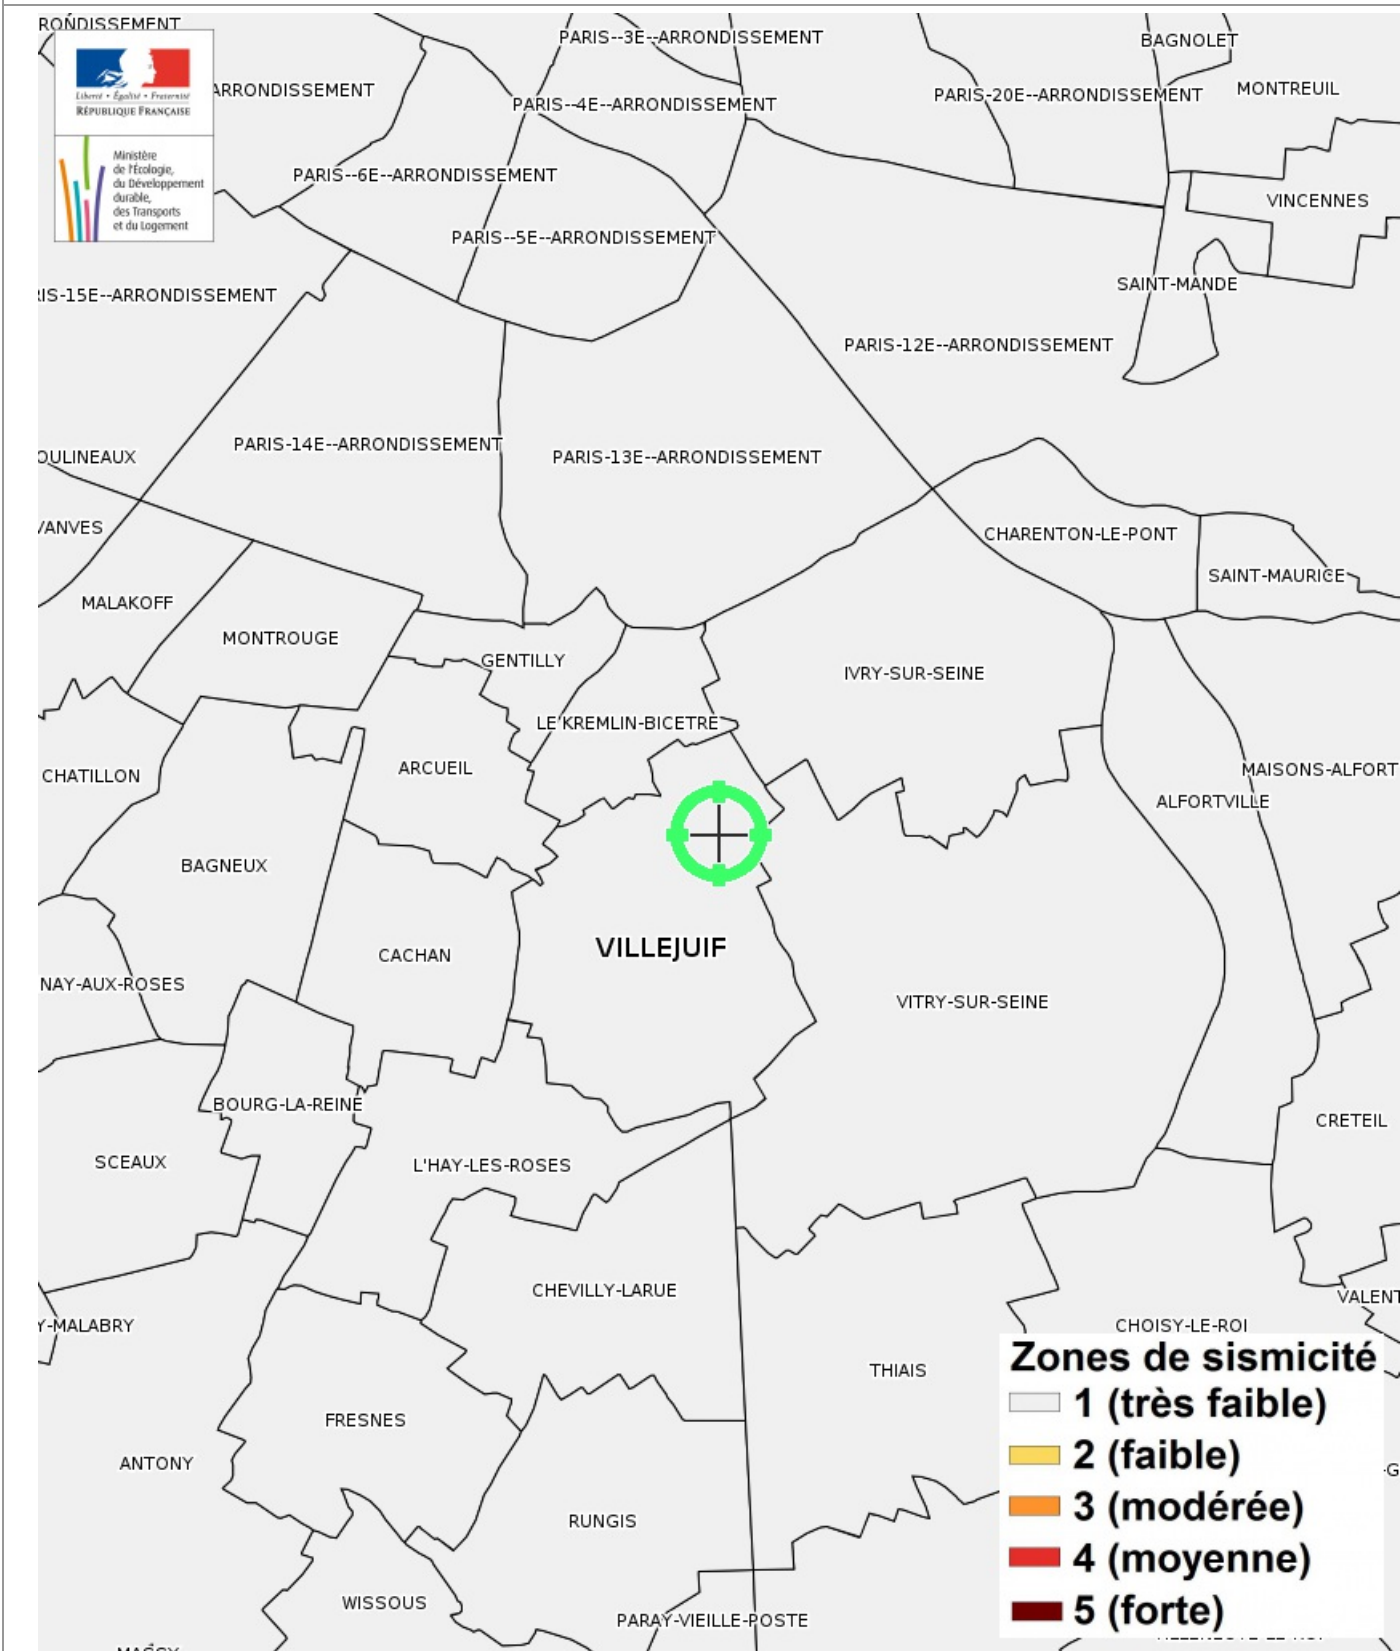 RONDISSEMENT
PARIS--3E--ARRONDISSEMENT
BAGNOLET
Liberté • Égalité • Fraternité
RÉPUBLIQUE FRANÇAISE
ARRONDISSEMENT
PARIS--4E--ARRONDISSEMENT
PARIS-20E--ARRONDISSEMENT
MONTREUIL
Ministère
de l'Écologie,
du Développement
durable,
des Transports
et du Logement
PARIS--6E--ARRONDISSEMENT
VINCENNES
PARIS--5E--ARRONDISSEMENT
RIS-15E--ARRONDISSEMENT
SAINT-MANDE
PARIS-12E--ARRONDISSEMENT
PARIS-14E--ARRONDISSEMENT
OULINEAUX
PARIS-13E--ARRONDISSEMENT
VANVES
CHARENTON-LE-PONT
SAINT-MAURICE
MALAKOFF
MONTROUGE
GENTILLY
IVRY-SUR-SEINE
LE KREMLIN-BICETRE
CHATILLON
ARCUEIL
MAISONS-ALFORT
ALFORTVILLE
BAGNEUX
CACHAN
VILLEJUIF
NAY-AUX-ROSES
VITRY-SUR-SEINE
BOURG-LA-REINE
CRETEIL
SCEAUX
L'HAY-LES-ROSES
CHEVILLY-LARUE
VALENT
Y-MALABRY
CHOISY-LE-ROI
THIAIS
FRESNES
ANTONY
RUNGIS
WISSOUS
PARAY-VIEILLE-POSTE
Zones de sismicité
1 (très faible)
2 (faible)
3 (modérée)
4 (moyenne)
5 (forte)